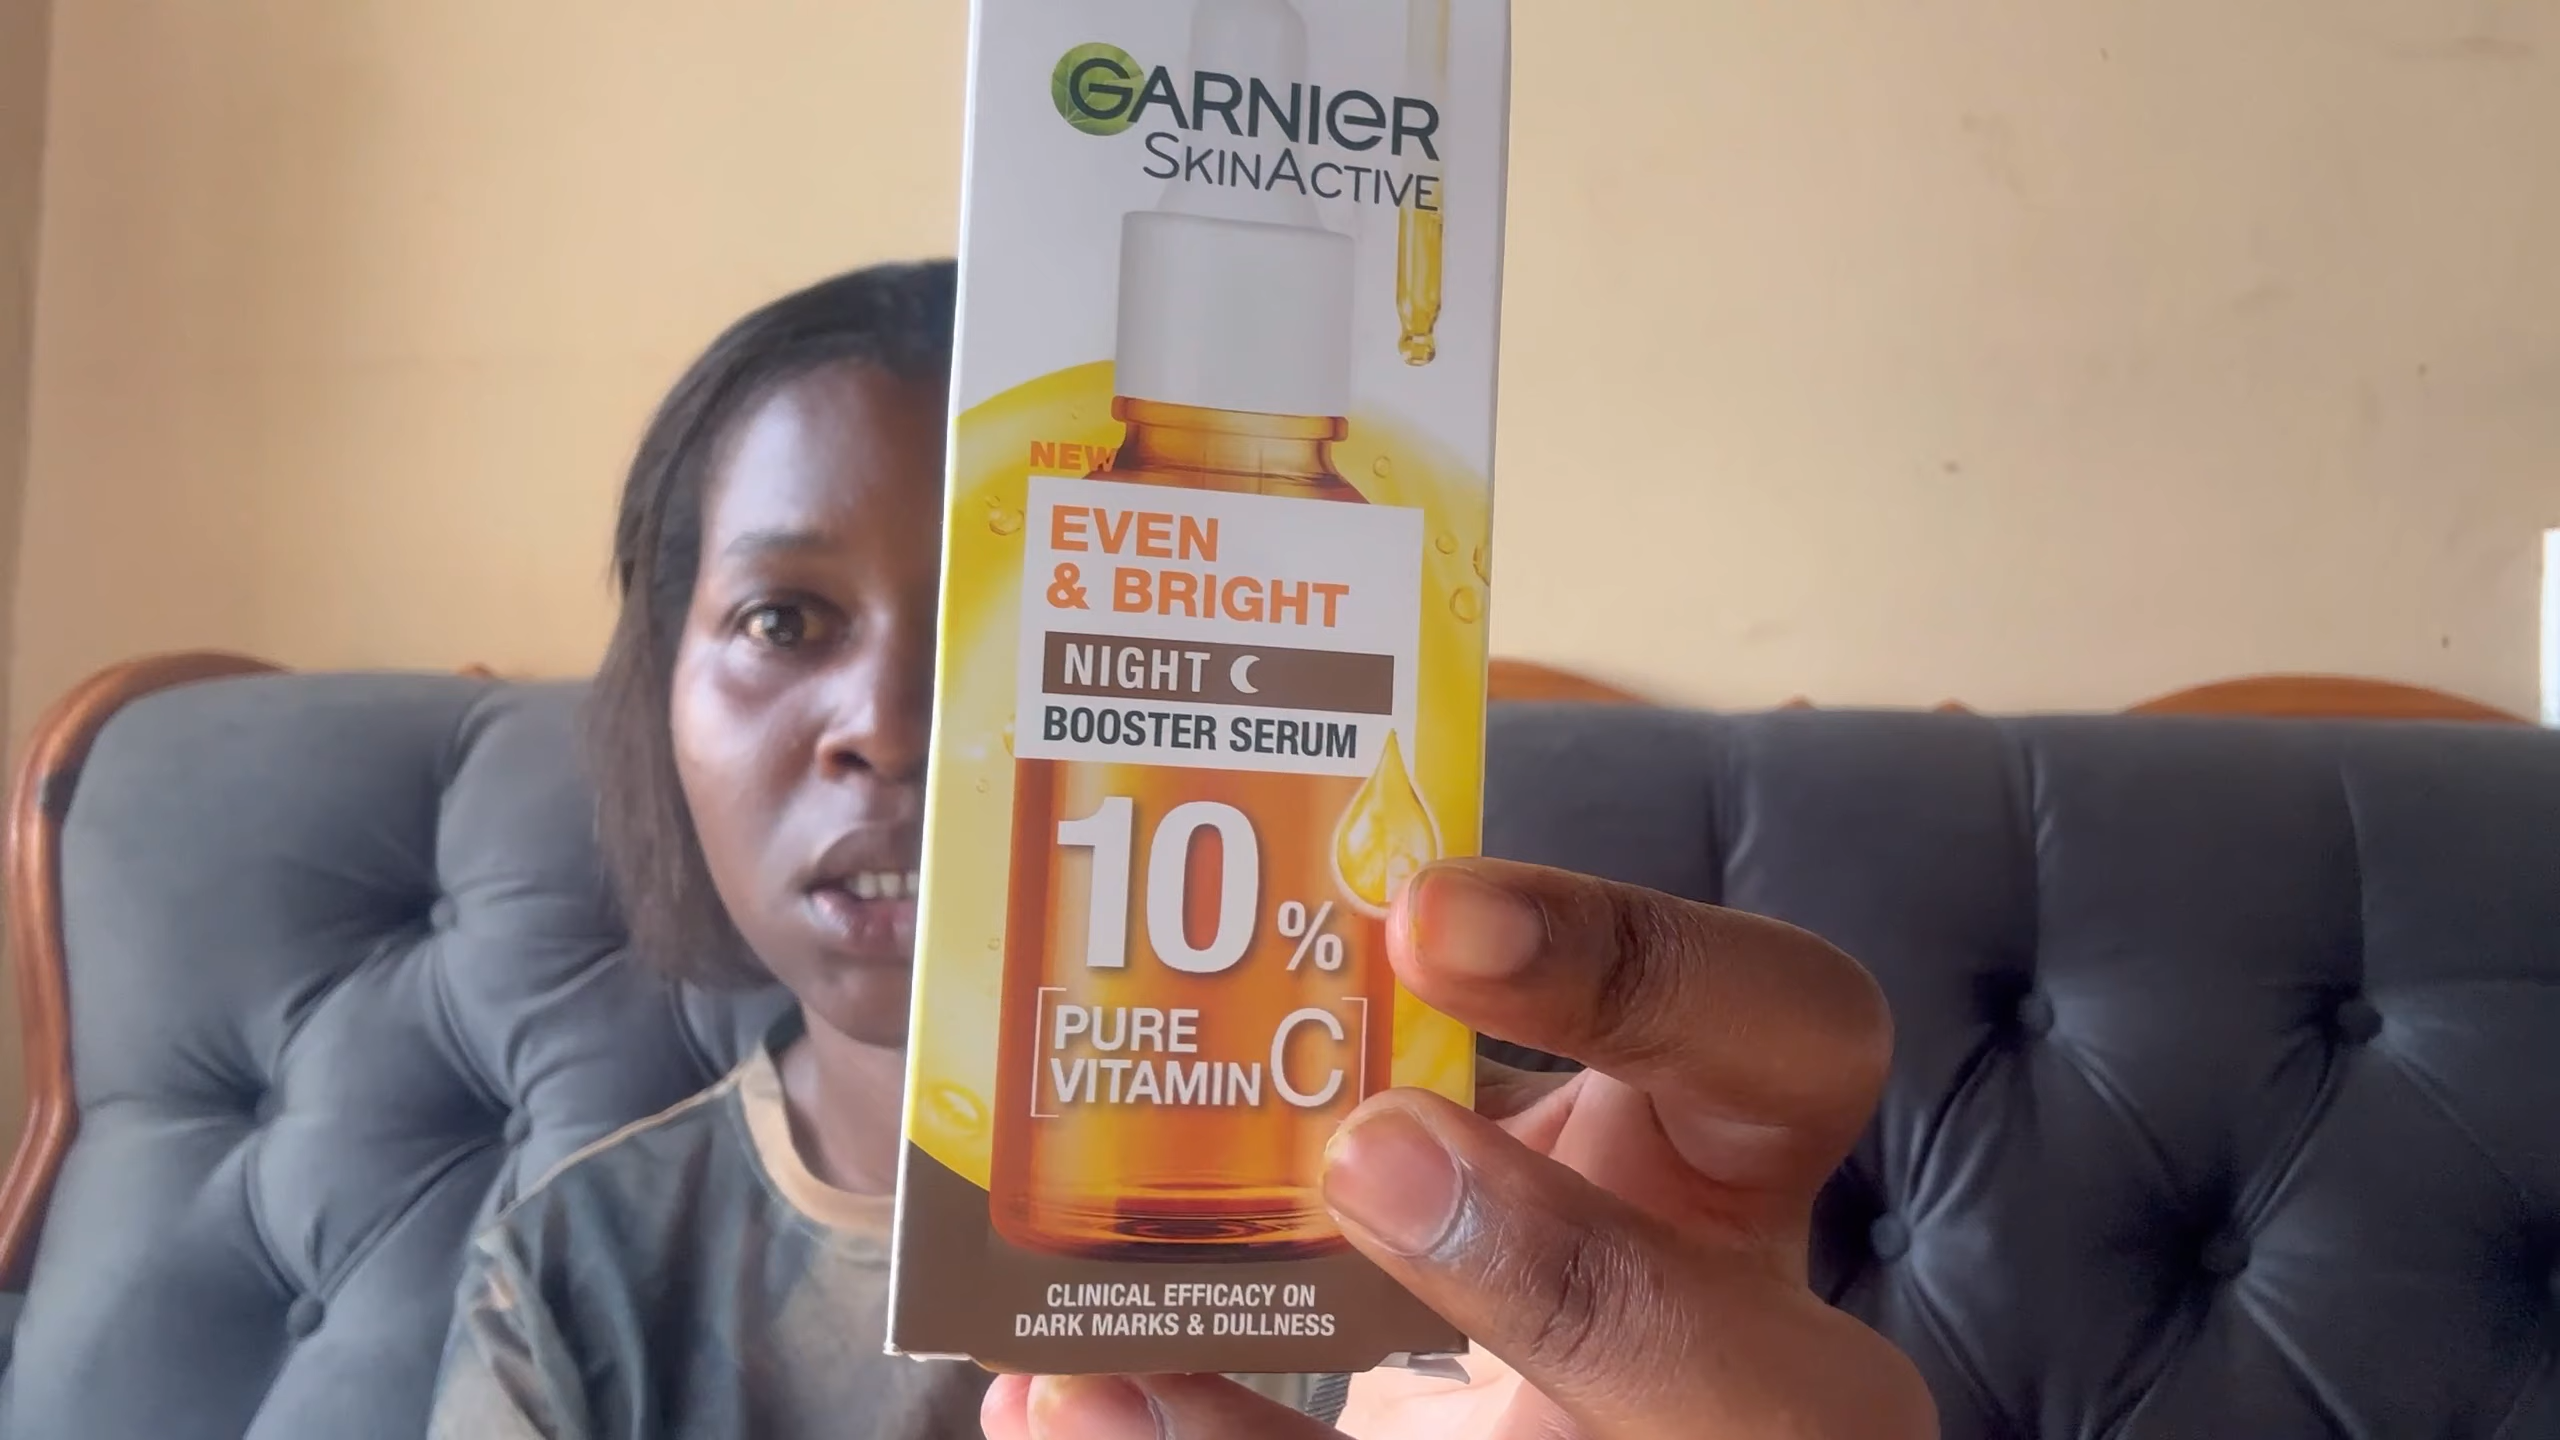 GARNIER
SKINACTIVE
NEW
EVEN
& BRIGHT
NIGHT
BOOSTER SERUM
10%
PURE
VITAMIN C
CLINICAL EFFICACY ON
DARK MARKS & DULLNESS